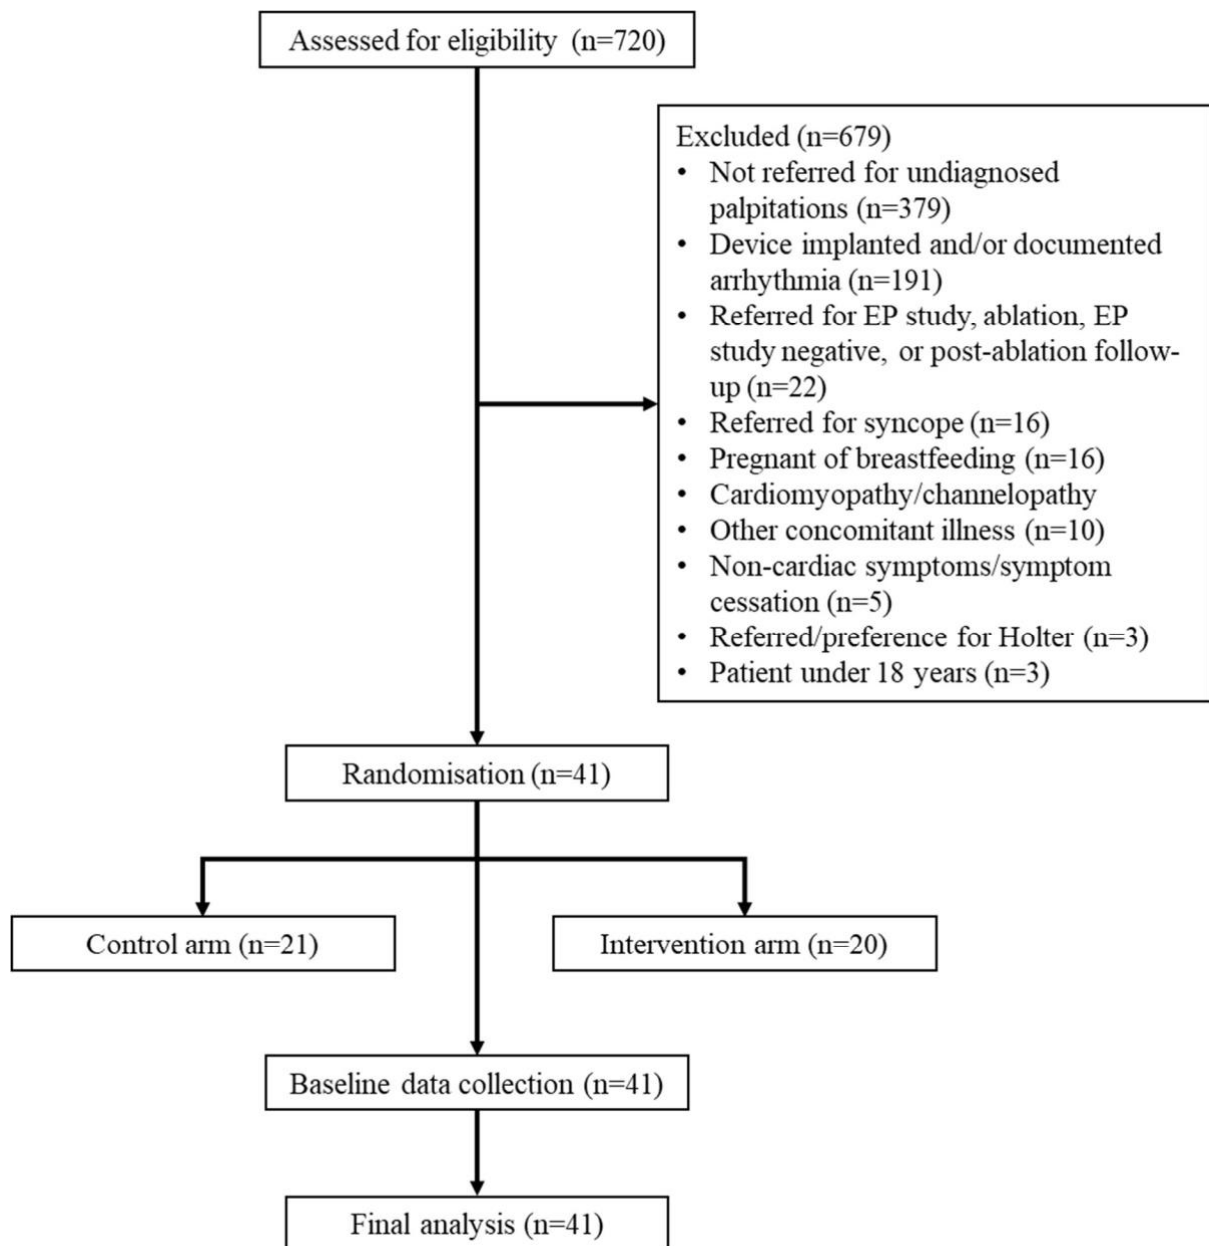 Assessed for eligibility (n=720)
Excluded (n=679)
• Not referred for undiagnosed
palpitations (n=379)
• Device implanted and/or documented
arrhythmia (n=191)
• Referred for EP study, ablation, EP
study negative, or post-ablation follow-
up (n=22)
• Referred for syncope (n=16)
• Pregnant of breastfeeding (n=16)
• Cardiomyopathy/channelopathy
• Other concomitant illness (n=10)
• Non-cardiac symptoms/symptom
cessation (n=5)
• Referred/preference for Holter (n=3)
• Patient under 18 years (n=3)
Randomisation (n=41)
Control arm (n=21)
Intervention arm (n=20)
Baseline data collection (n=41)
Final analysis (n=41)